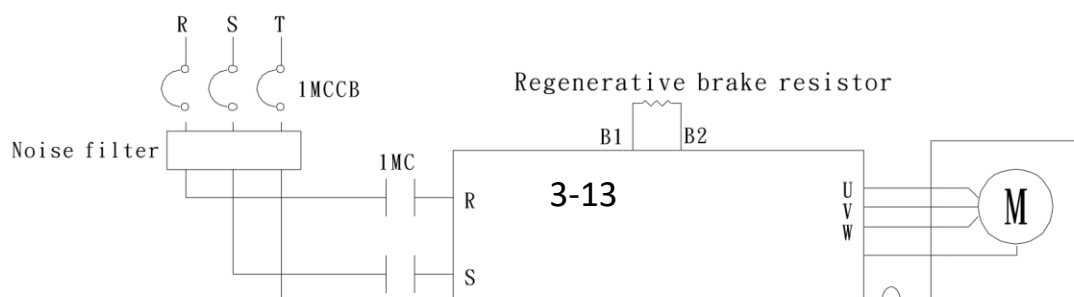 R S T
1MCCB
Regenerative brake resistor
B1 B2
Noise filter
1MC
3-13
R
U
V
W
M
S